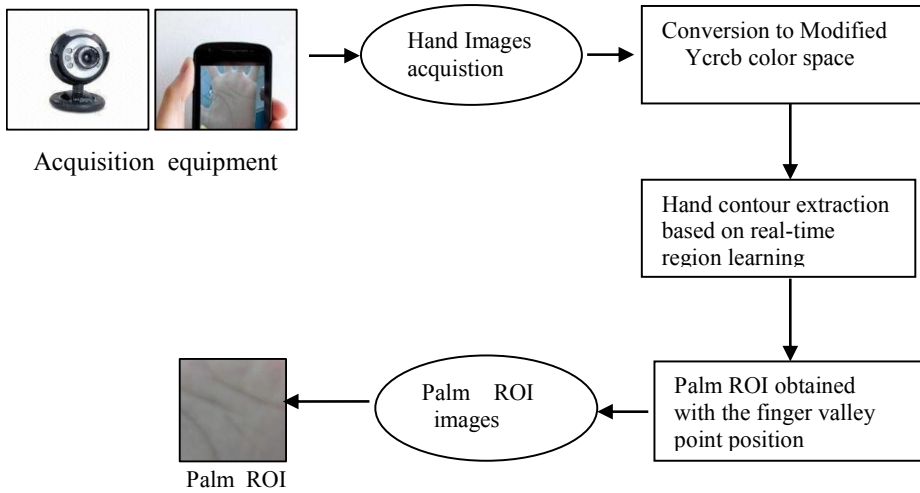 Hand Images
acquistion
Conversion to Modified
Ycrcb color space
Acquisition equipment
Hand contour extraction
based on real-time
region learning
Palm ROI obtained
with the finger valley
point position
Palm ROI
images
Palm ROI